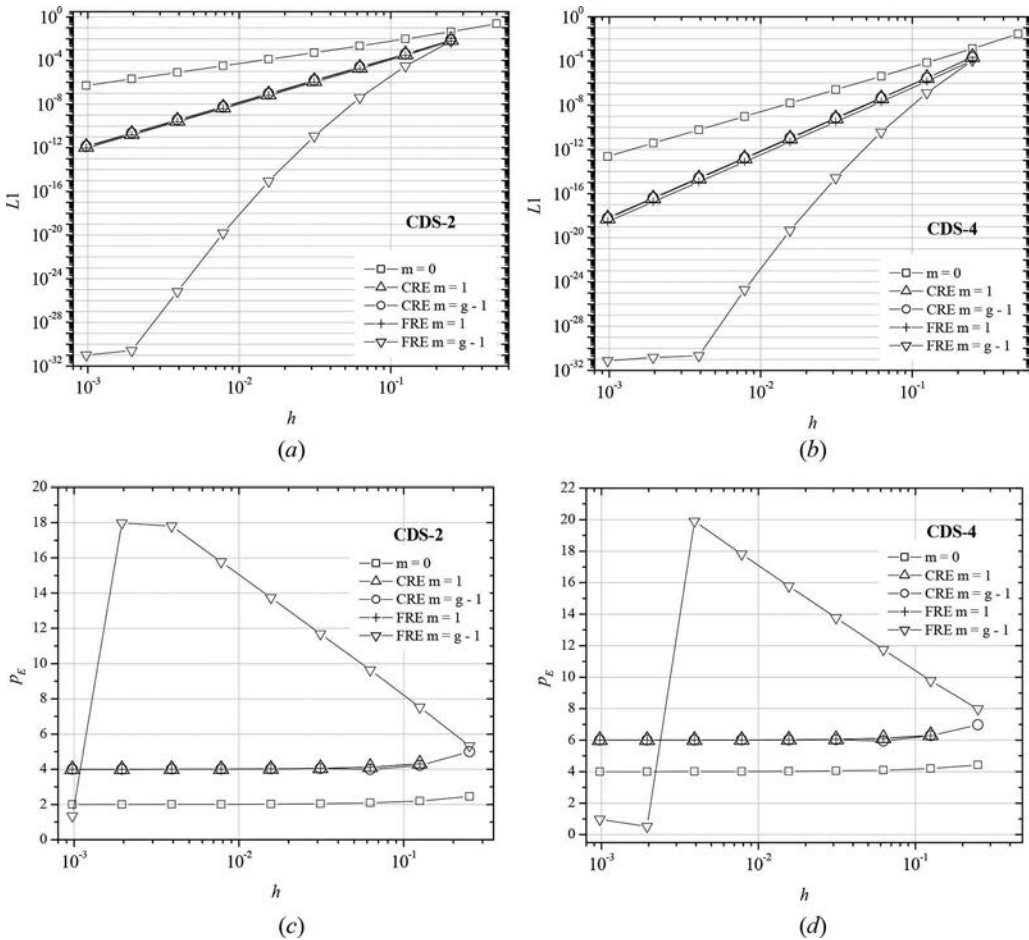 10^0
10^-4
10^-8
10^-12
10^-16
10^-20
10^-24
10^-28
10^-32
L1
CDS-2
m = 0
CRE m = 1
CRE m = g - 1
FRE m = 1
FRE m = g - 1
10^-3
10^-2
10^-1
h
(a)
10^0
10^-4
10^-8
10^-12
10^-16
10^-20
10^-24
10^-28
10^-32
L1
CDS-4
m = 0
CRE m = 1
CRE m = g - 1
FRE m = 1
FRE m = g - 1
10^-3
10^-2
10^-1
h
(b)
20
18
16
14
12
10
8
6
4
2
0
p_E
CDS-2
m = 0
CRE m = 1
CRE m = g - 1
FRE m = 1
FRE m = g - 1
10^-3
10^-2
10^-1
h
(c)
22
20
18
16
14
12
10
8
6
4
2
0
p_E
CDS-4
m = 0
CRE m = 1
CRE m = g - 1
FRE m = 1
FRE m = g - 1
10^-3
10^-2
10^-1
h
(d)